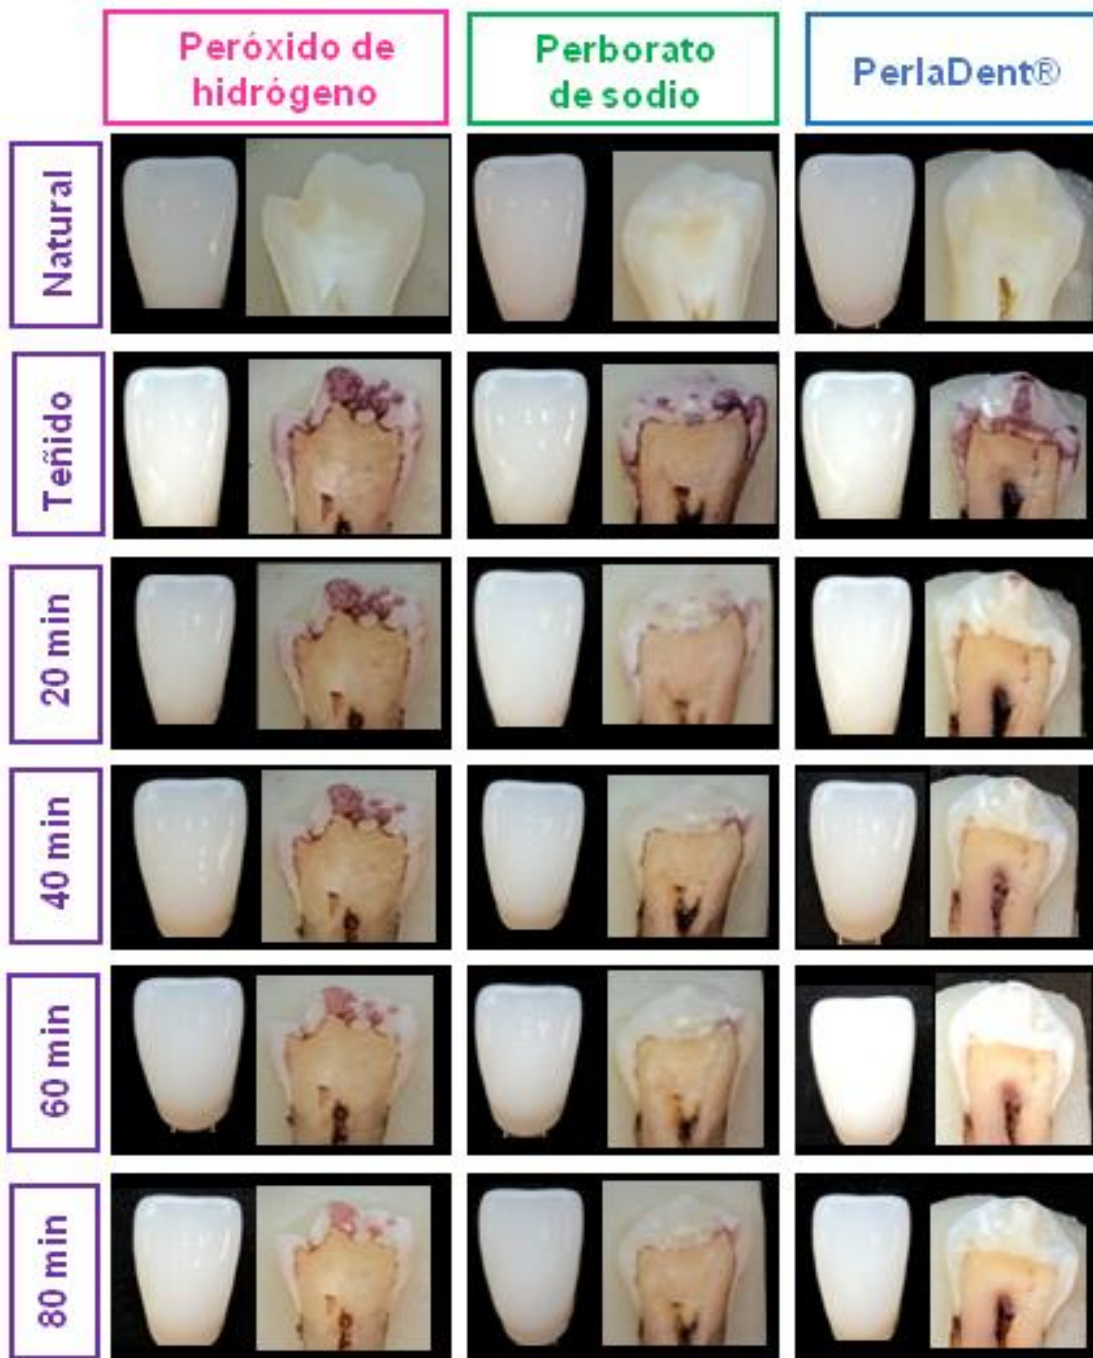 Peróxido de
hidrógeno
Perborato
de sodio
PerlaDent®
Natural
Teñido
20 min
40 min
60 min
80 min